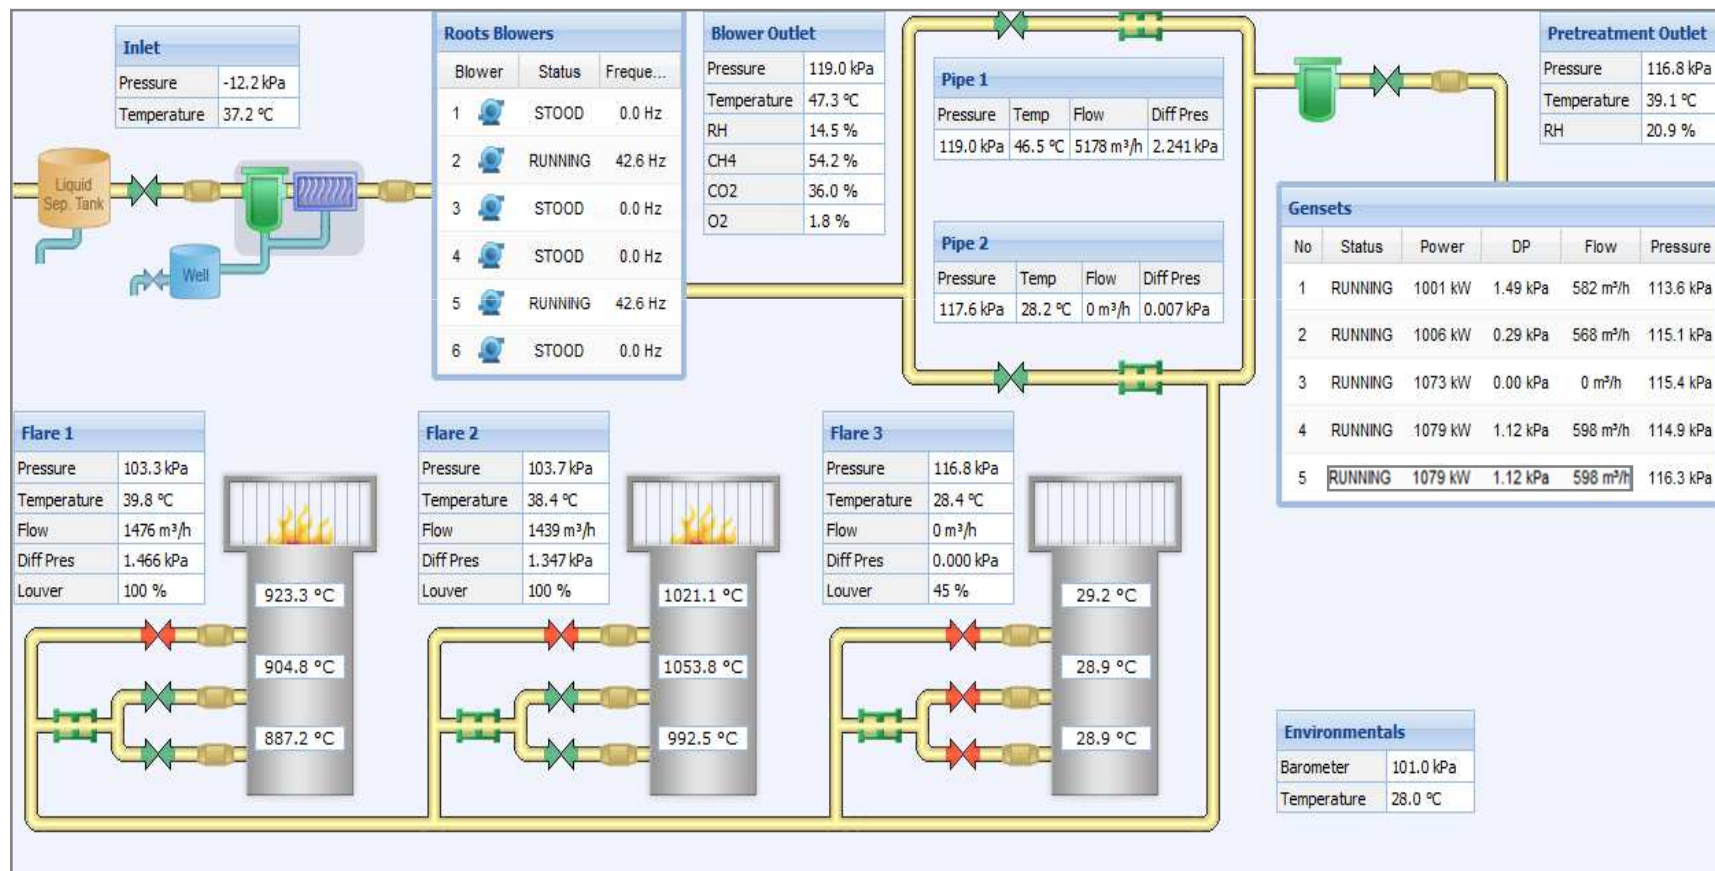 Inlet
Pressure -12.2 kPa
Temperature 37.2 ºC
Liquid
Sep. Tank
Well
Roots Blowers
Blower Status Freque...
1 STOOD 0.0 Hz
2 RUNNING 42.6 Hz
3 STOOD 0.0 Hz
4 STOOD 0.0 Hz
5 RUNNING 42.6 Hz
6 STOOD 0.0 Hz
Blower Outlet
Pressure 119.0 kPa
Temperature 47.3 ºC
RH 14.5 %
CH4 54.2 %
CO2 36.0 %
O2 1.8 %
Pipe 1
Pressure Temp Flow Diff Pres
119.0 kPa 46.5 ºC 5178 m³/h 2.241 kPa
Pipe 2
Pressure Temp Flow Diff Pres
117.6 kPa 28.2 ºC 0 m³/h 0.007 kPa
Pretreatment Outlet
Pressure 116.8 kPa
Temperature 39.1 ºC
RH 20.9 %
Gensets
No Status Power DP Flow Pressure
1 RUNNING 1001 kW 1.49 kPa 582 m³/h 113.6 kPa
2 RUNNING 1006 kW 0.29 kPa 568 m³/h 115.1 kPa
3 RUNNING 1073 kW 0.00 kPa 0 m³/h 115.4 kPa
4 RUNNING 1079 kW 1.12 kPa 598 m³/h 114.9 kPa
5 RUNNING 1079 kW 1.12 kPa 598 m³/h 116.3 kPa
Flare 1
Pressure 103.3 kPa
Temperature 39.8 ºC
Flow 1476 m³/h
Diff Pres 1.466 kPa
Louver 100 %
923.3 °C
904.8 °C
887.2 °C
Flare 2
Pressure 103.7 kPa
Temperature 38.4 ºC
Flow 1439 m³/h
Diff Pres 1.347 kPa
Louver 100 %
1021.1 °C
1053.8 °C
992.5 °C
Flare 3
Pressure 116.8 kPa
Temperature 28.4 ºC
Flow 0 m³/h
Diff Pres 0.000 kPa
Louver 45 %
29.2 °C
28.9 °C
28.9 °C
Environmentals
Barometer 101.0 kPa
Temperature 28.0 ºC